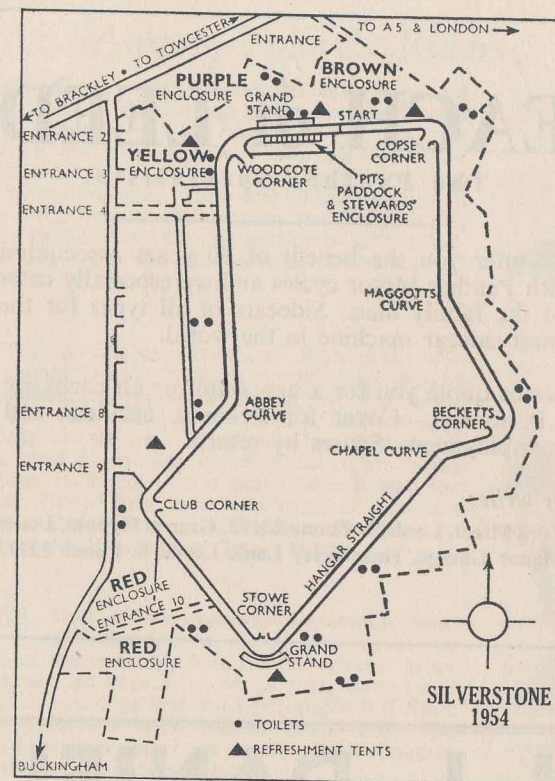 TO A5 & LONDON
TO BRACKLEY • TO TOWCESTER
ENTRANCE
PURPLE
ENCLOSURE
BROWN
ENCLOSURE
GRAND
STAND
START
ENTRANCE 2
YELLOW
ENCLOSURE
WOODCOTE
CORNER
COPSE
CORNER
ENTRANCE 3
PITS
PADDOCK
& STEWARDS'
ENCLOSURE
ENTRANCE 4
MAGGOTTS
CURVE
ENTRANCE 8
ABBEY
CURVE
BECKETTS
CORNER
CHAPEL CURVE
ENTRANCE 9
CLUB CORNER
HANGAR STRAIGHT
RED
ENCLOSURE
ENTRANCE 10
STOWE
CORNER
RED
ENCLOSURE
GRAND
STAND
SILVERSTONE
1954
TOILETS
REFRESHMENT TENTS
BUCKINGHAM